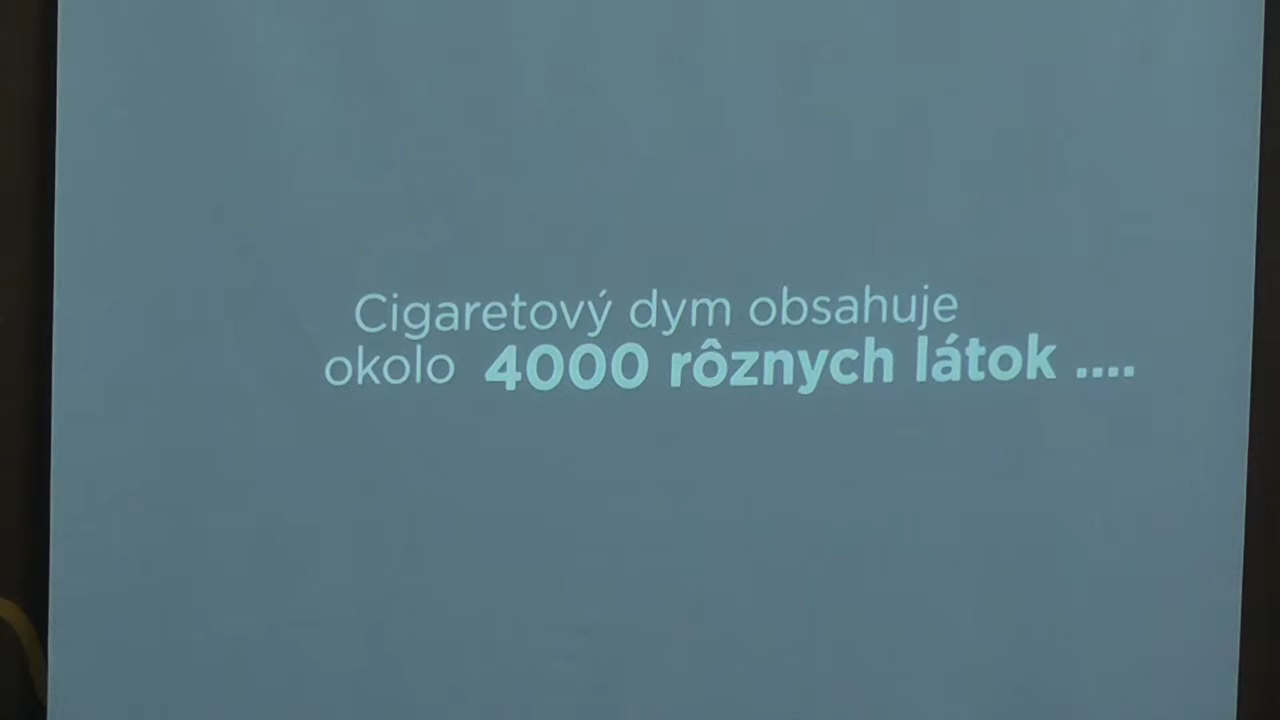 Cigaretový dym obsahuje
okolo 4000 rôznych látok ....